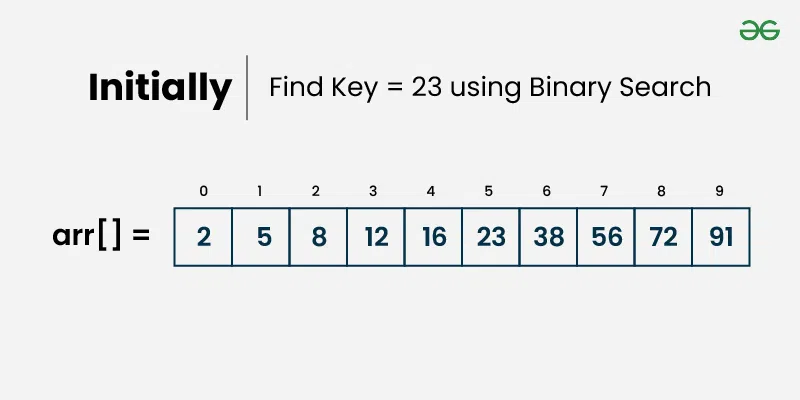 Initially
Find Key = 23 using Binary Search
0 1 2 3 4 5 6 7 8 9
arr[] = 2 5 8 12 16 23 38 56 72 91